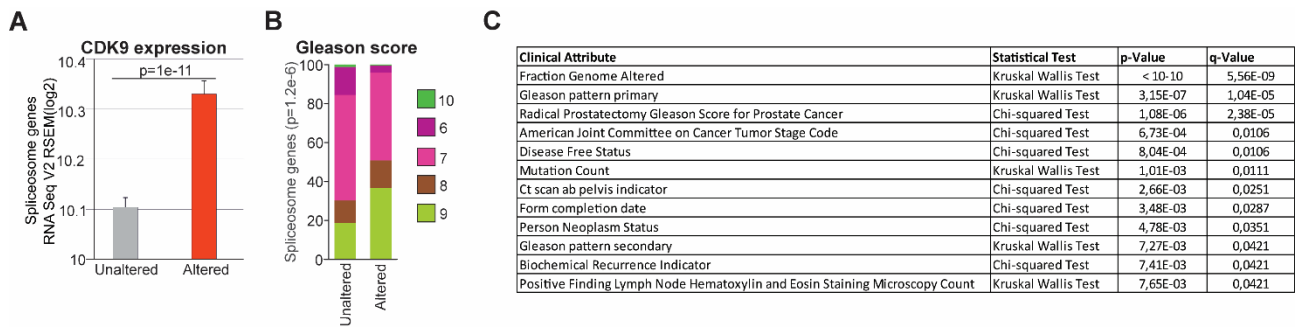 A
CDK9 expression
Spliceosome genes
RNA Seq V2 RSEM(log2)
10.4
10.3
10.2
10.1
10
p=1e-11
Unaltered
Altered
B
Gleason score
Spliceosome genes (p=1.2e-6)
100
80
60
40
20
0
Unaltered
Altered
10
6
7
8
9
C
Clinical Attribute Statistical Test p-Value q-Value
Fraction Genome Altered Kruskal Wallis Test < 10-10 5,56E-09
Gleason pattern primary Kruskal Wallis Test 3,15E-07 1,04E-05
Radical Prostatectomy Gleason Score for Prostate Cancer Chi-squared Test 1,08E-06 2,38E-05
American Joint Committee on Cancer Tumor Stage Code Chi-squared Test 6,73E-04 0,0106
Disease Free Status Chi-squared Test 8,04E-04 0,0106
Mutation Count Kruskal Wallis Test 1,01E-03 0,0111
Ct scan ab pelvis indicator Chi-squared Test 2,66E-03 0,0251
Form completion date Chi-squared Test 3,48E-03 0,0287
Person Neoplasm Status Chi-squared Test 4,78E-03 0,0351
Gleason pattern secondary Kruskal Wallis Test 7,27E-03 0,0421
Biochemical Recurrence Indicator Chi-squared Test 7,41E-03 0,0421
Positive Finding Lymph Node Hematoxylin and Eosin Staining Microscopy Count Kruskal Wallis Test 7,65E-03 0,0421